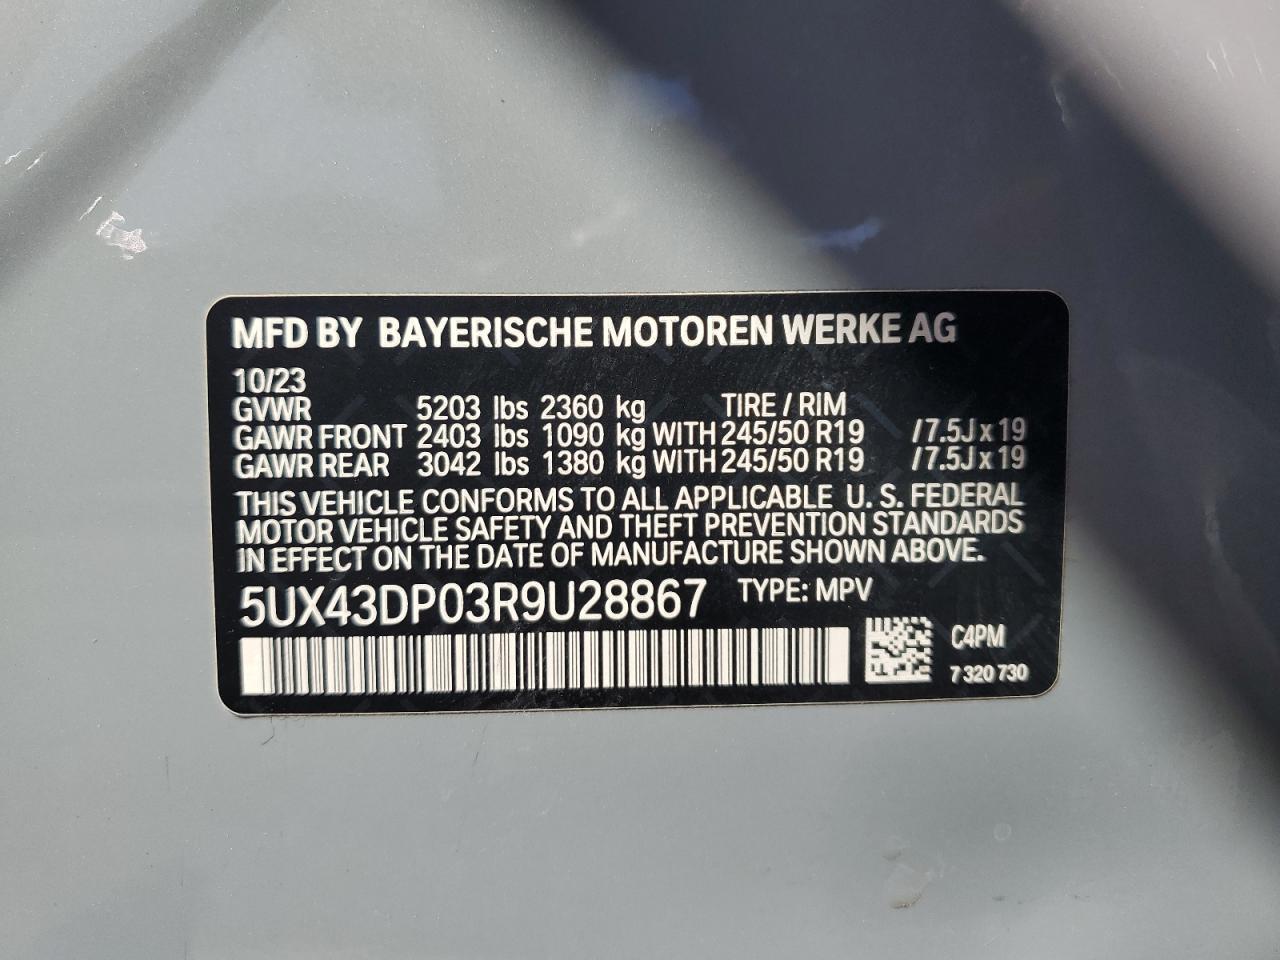 MFD BY BAYERISCHE MOTOREN WERKE AG
10/23
GVWR 5203 lbs 2360 kg TIRE / RIM
GAWR FRONT 2403 lbs 1090 kg WITH 245/50 R19 /7.5J x 19
GAWR REAR 3042 lbs 1380 kg WITH 245/50 R19 /7.5J x 19
THIS VEHICLE CONFORMS TO ALL APPLICABLE U. S. FEDERAL
MOTOR VEHICLE SAFETY AND THEFT PREVENTION STANDARDS
IN EFFECT ON THE DATE OF MANUFACTURE SHOWN ABOVE.
5UX43DP03R9U28867 TYPE: MPV
C4PM
7 320 730